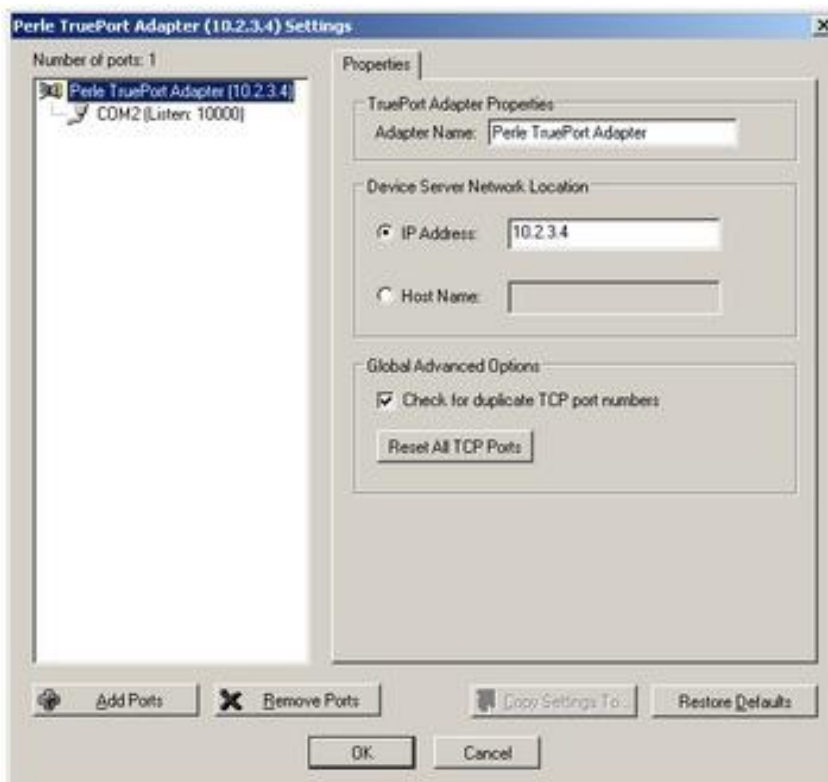 Perle TruePort Adapter (10.2.3.4) Settings
Number of ports: 1
Perle TruePort Adapter (10.2.3.4)
COM2 (Listen: 10000)
Properties
TruePort Adapter Properties
Adapter Name: Perle TruePort Adapter
Device Server Network Location
IP Address: 10.2.3.4
Host Name:
Global Advanced Options
Check for duplicate TCP port numbers
Reset All TCP Ports
Add Ports
Remove Ports
Copy Settings To...
Restore Defaults
OK
Cancel